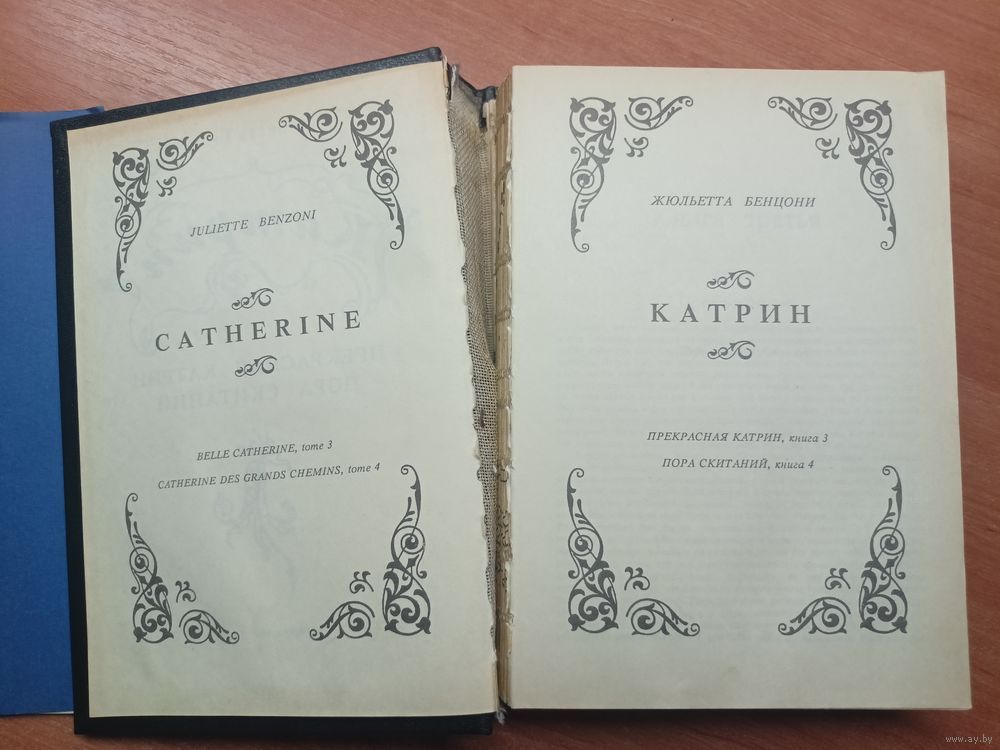 JULIETTE BENZONI
CATHERINE
BELLE CATHERINE, tome 3
CATHERINE DES GRANDS CHEMINS, tome 4
ЖЮЛЬЕТТА БЕНЦОНИ
КАТРИН
ПРЕКРАСНАЯ КАТРИН, книга 3
ПОРА СКИТАНИЙ, книга 4
www.ay.by